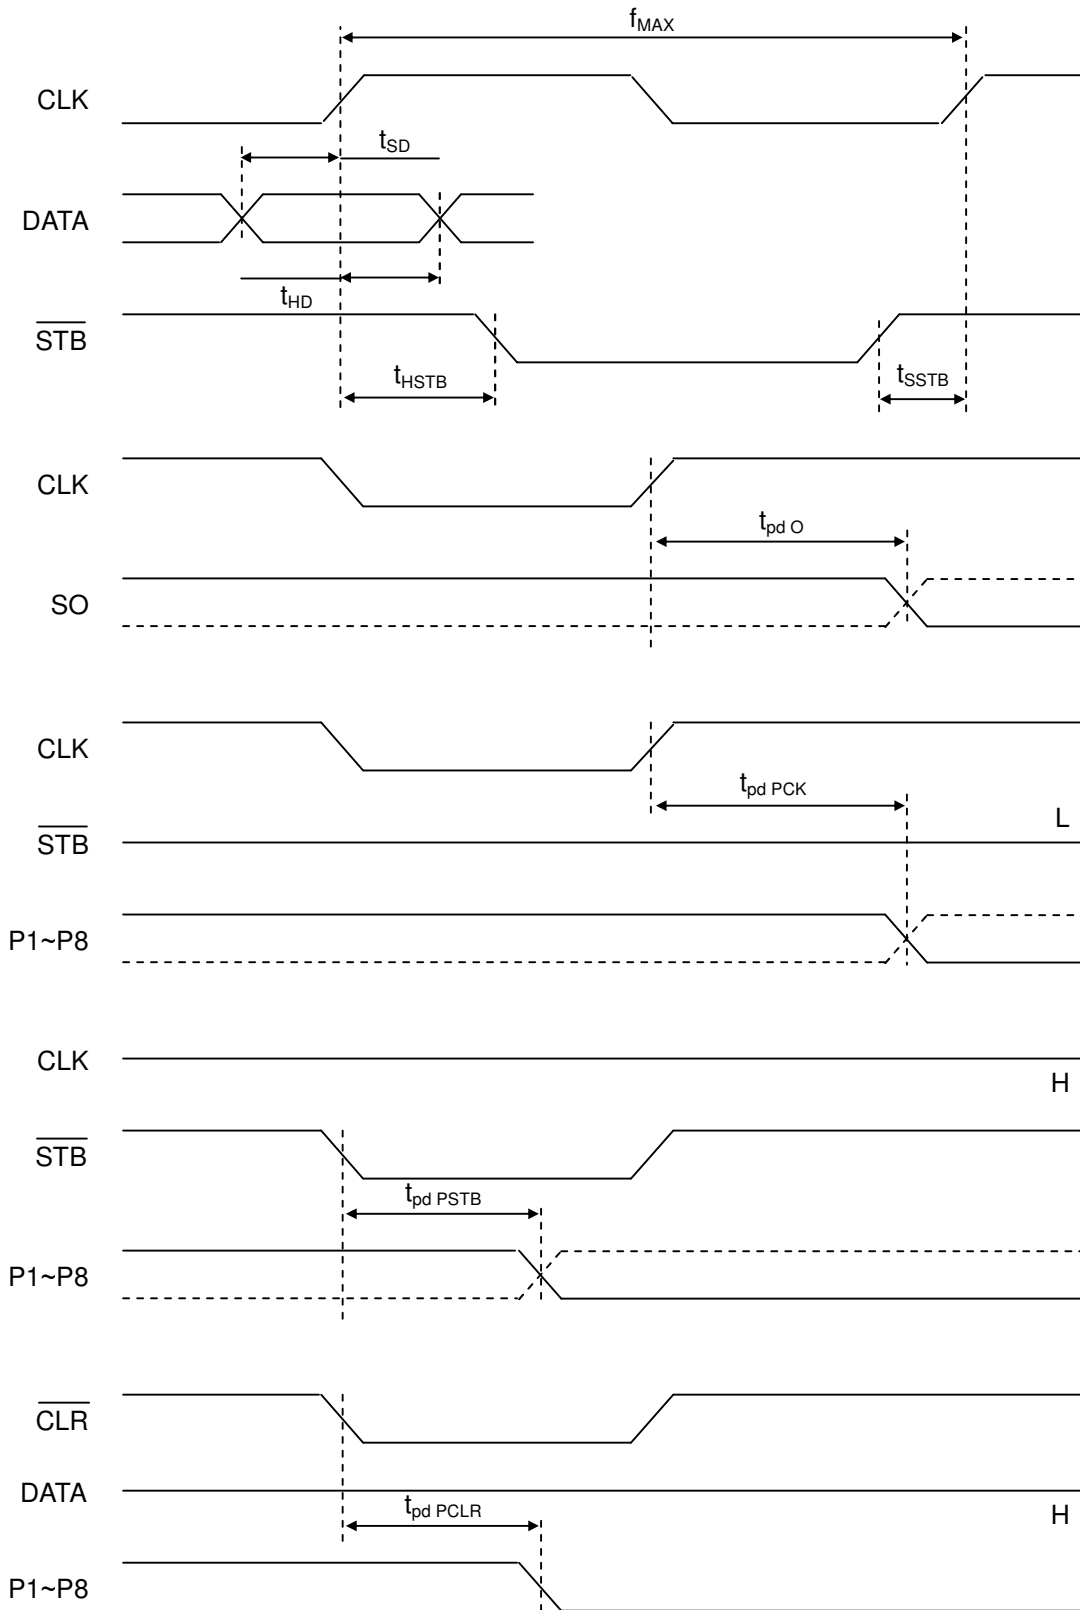 fMAX
CLK
tSD
DATA
tHD
STB
tHSTB
tSSTB
CLK
tpd O
SO
CLK
tpd PCK
L
STB
P1~P8
CLK
H
STB
tpd PSTB
P1~P8
CLR
DATA
tpd PCLR
H
P1~P8